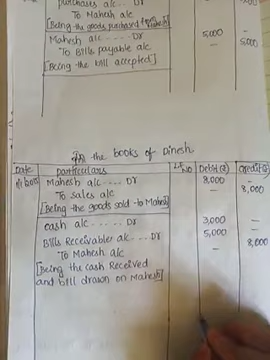 purchases a/c.. Dr
To Mahesh a/c
[Being the goods purchased
Mahesh a/c ..... Dr 5,000 -
To Bills payable a/c - 5,000
[Being the bill accepted]
In the books of Dinesh
Date particulars L.F No Debit(₹) Credit(₹)
Mahesh a/c..... Dr 8,000 -
To sales a/c - 8,000
[Being the goods sold to Mahesh]
cash a/c ..... Dr 3,000 -
Bills Receivable a/c ... Dr 5,000
To Mahesh a/c - 8,000
[Being the cash Received
and bill drawn on Mahesh]